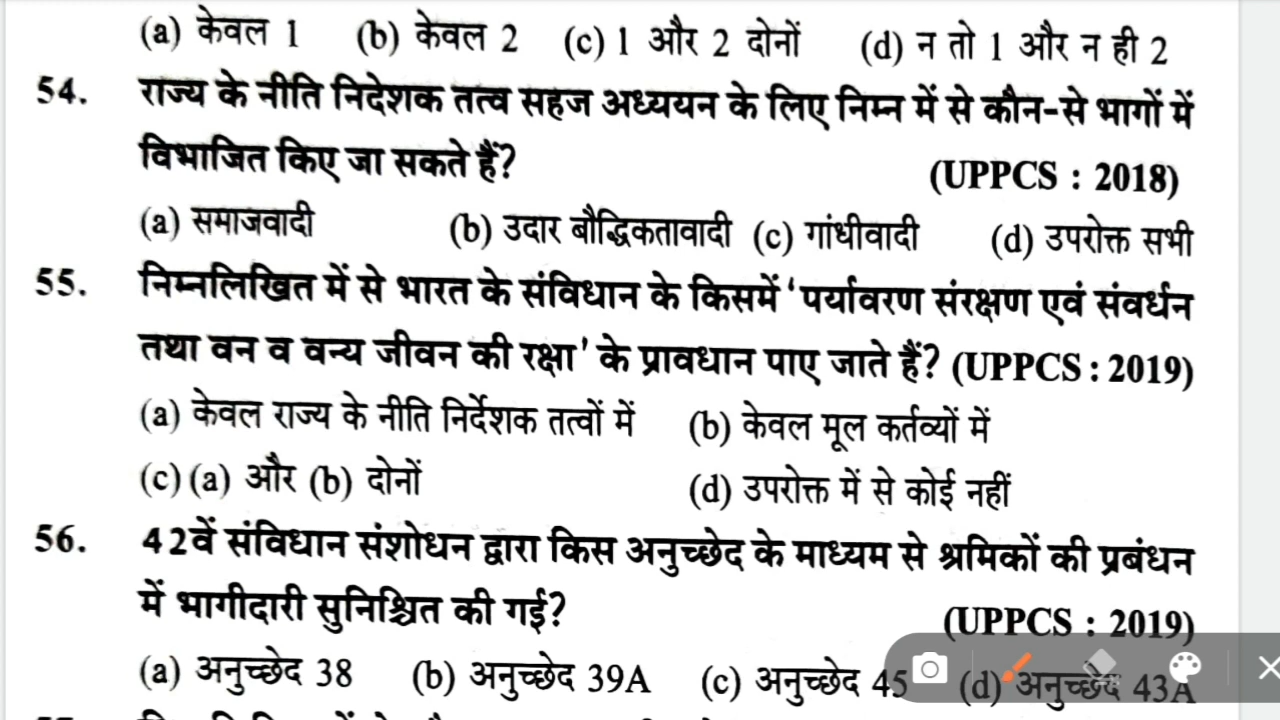 (a) केवल 1 (b) केवल 2 (c) 1 और 2 दोनों (d) न तो 1 और न ही 2
54. राज्य के नीति निदेशक तत्व सहज अध्ययन के लिए निम्न में से कौन-से भागों में
विभाजित किए जा सकते हैं? (UPPCS : 2018)
(a) समाजवादी (b) उदार बौद्धिकतावादी (c) गांधीवादी (d) उपरोक्त सभी
55. निम्नलिखित में से भारत के संविधान के किसमें ‘पर्यावरण संरक्षण एवं संवर्धन
तथा वन व वन्य जीवन की रक्षा’ के प्रावधान पाए जाते हैं? (UPPCS : 2019)
(a) केवल राज्य के नीति निर्देशक तत्वों में (b) केवल मूल कर्तव्यों में
(c) (a) और (b) दोनों (d) उपरोक्त में से कोई नहीं
56. 42वें संविधान संशोधन द्वारा किस अनुच्छेद के माध्यम से श्रमिकों की प्रबंधन
में भागीदारी सुनिश्चित की गई? (UPPCS : 2019)
(a) अनुच्छेद 38 (b) अनुच्छेद 39A (c) अनुच्छेद 45 (d) अनुच्छेद 43A